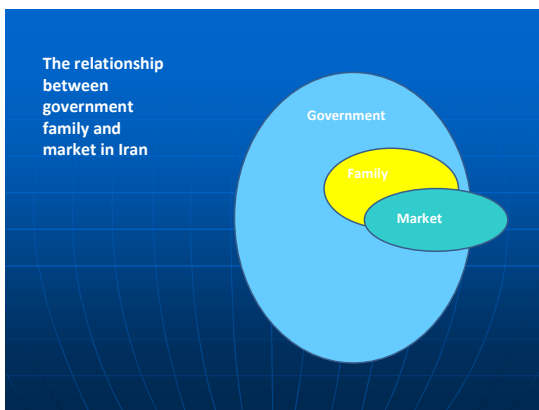 The relationship
between
government
family and
market in Iran
Government
Family
Market